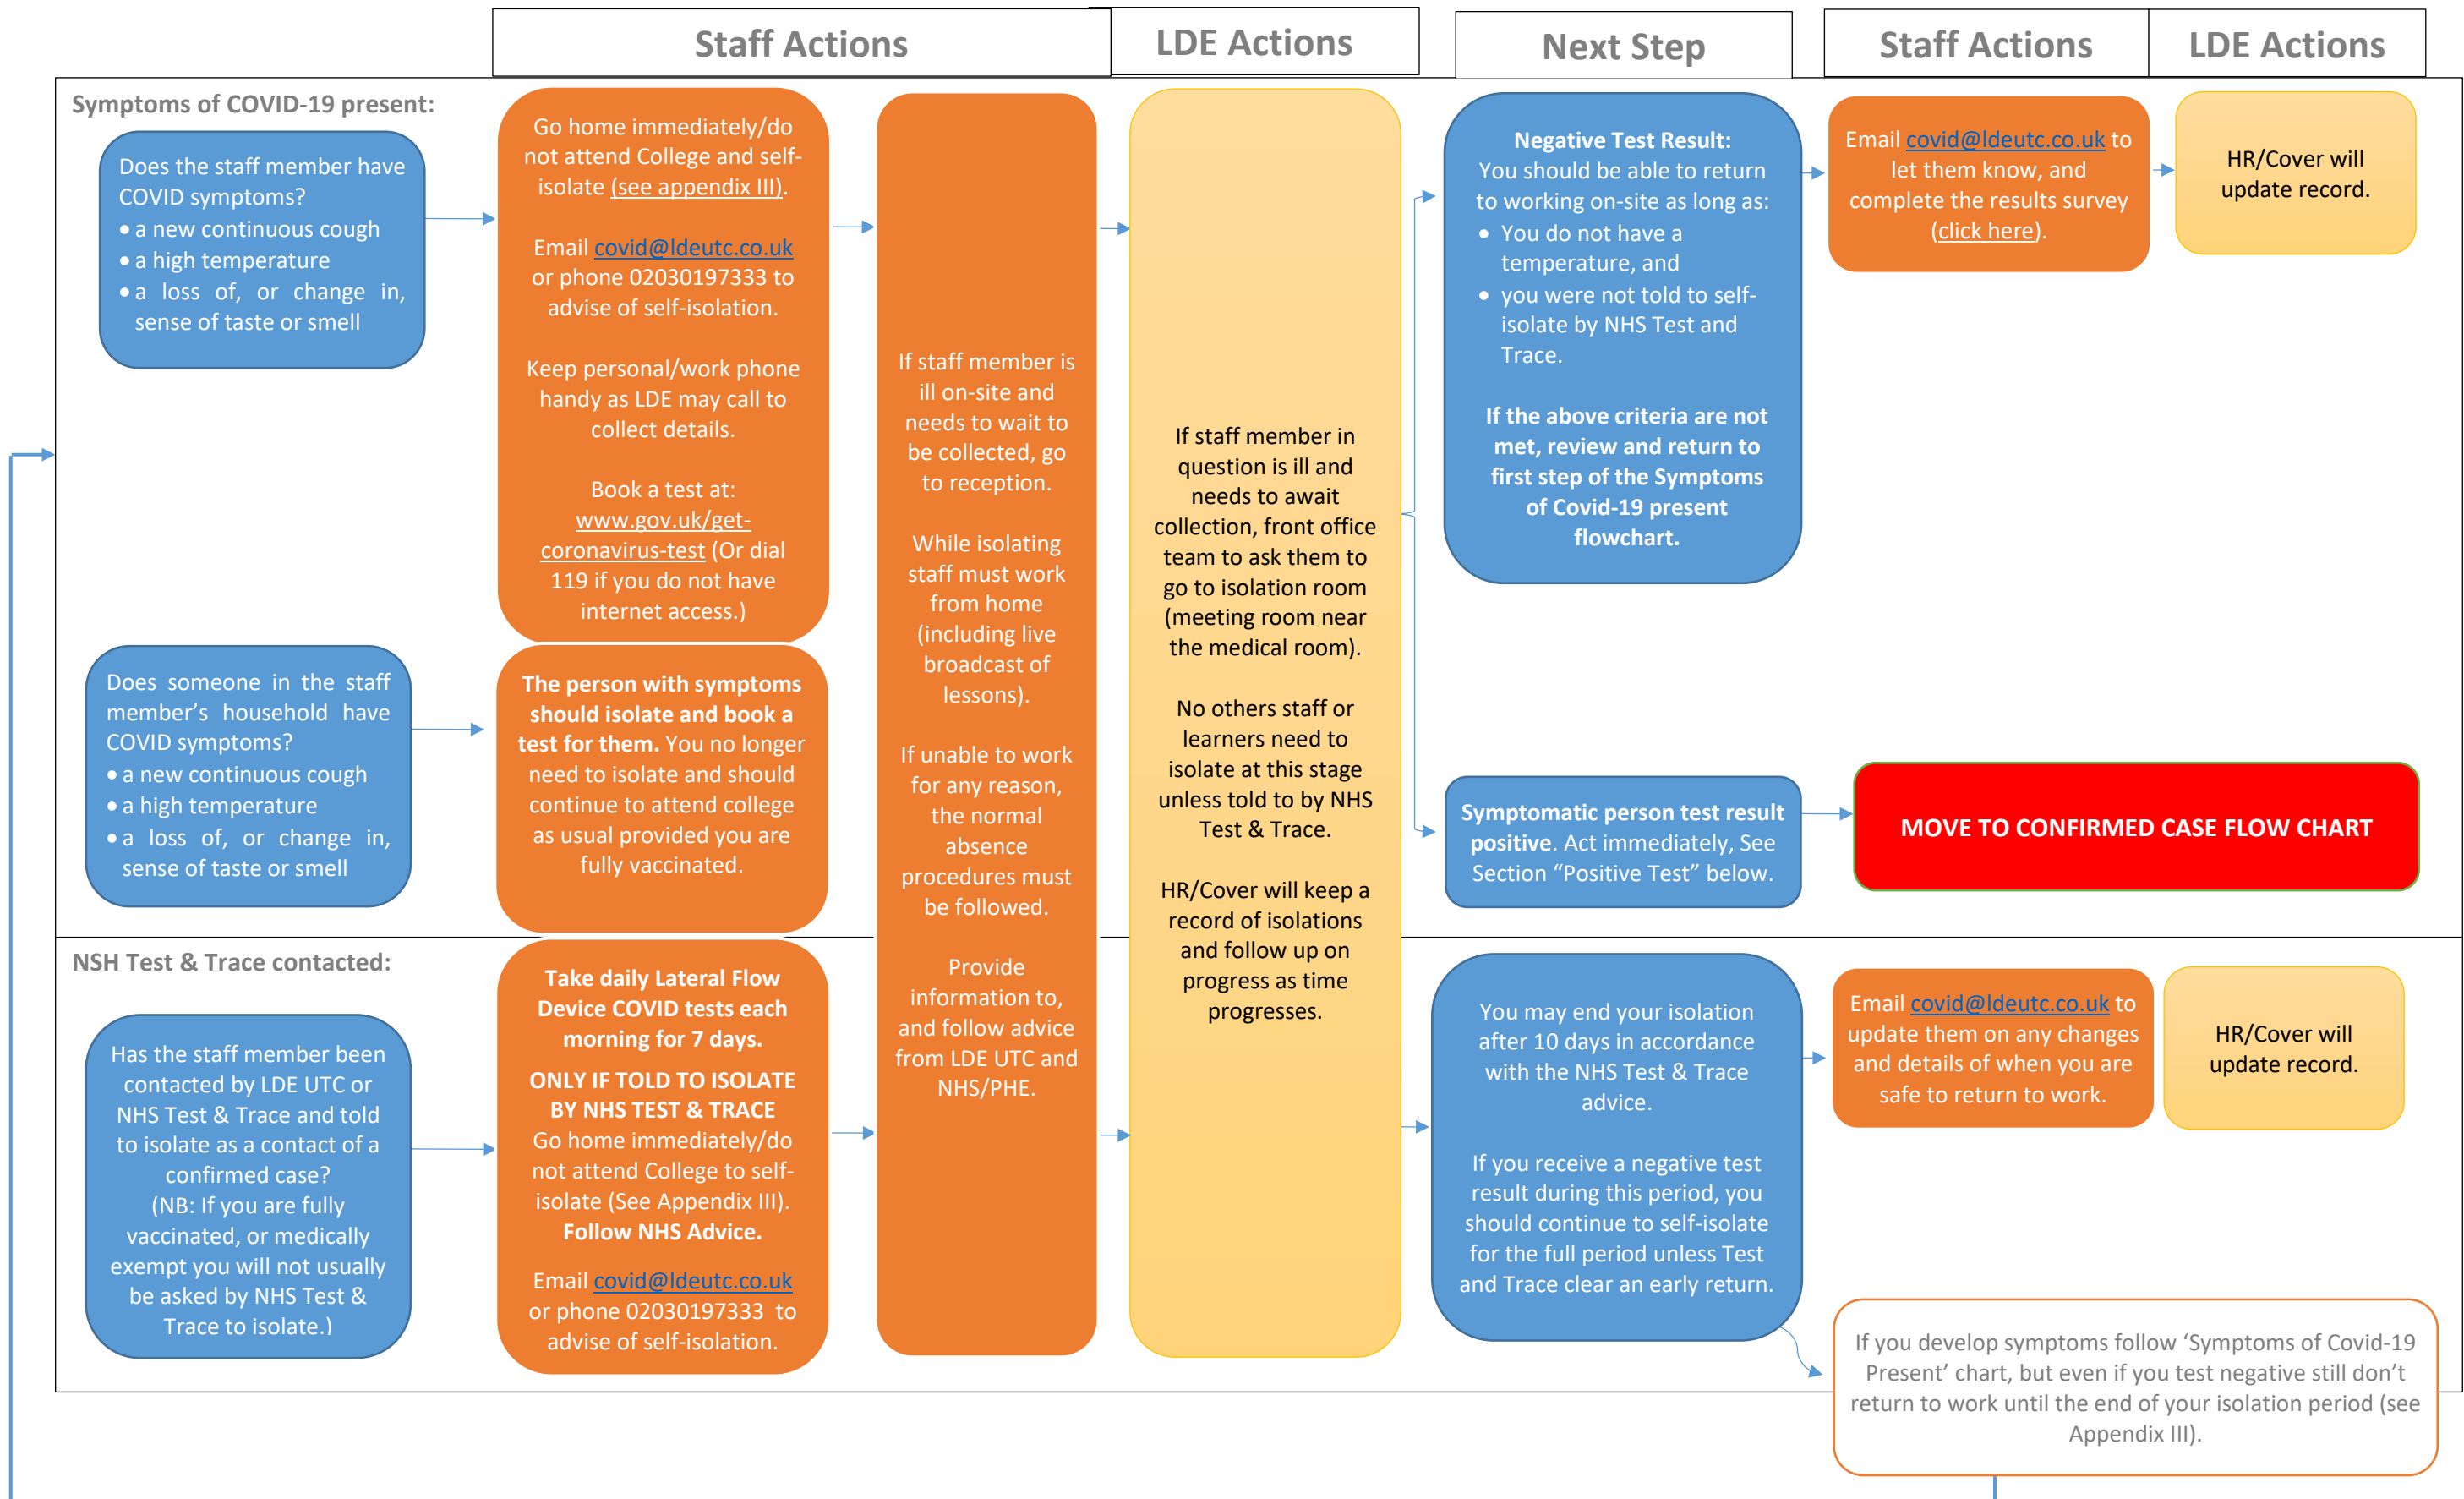 Staff Actions
LDE Actions
Next Step
Staff Actions
LDE Actions
Symptoms of COVID-19 present:
Does the staff member have
COVID symptoms?
• a new continuous cough
• a high temperature
• a loss of, or change in,
sense of taste or smell
Go home immediately/do
not attend College and self-
isolate (see appendix III).
Email covid@ldeutc.co.uk
or phone 02030197333 to
advise of self-isolation.
Keep personal/work phone
handy as LDE may call to
collect details.
Book a test at:
www.gov.uk/get-
coronavirus-test (Or dial
119 if you do not have
internet access.)
Does someone in the staff
member’s household have
COVID symptoms?
• a new continuous cough
• a high temperature
• a loss of, or change in,
sense of taste or smell
The person with symptoms
should isolate and book a
test for them. You no longer
need to isolate and should
continue to attend college
as usual provided you are
fully vaccinated.
If staff member is
ill on-site and
needs to wait to
be collected, go
to reception.
While isolating
staff must work
from home
(including live
broadcast of
lessons).
If unable to work
for any reason,
the normal
absence
procedures must
be followed.
Provide
information to,
and follow advice
from LDE UTC and
NHS/PHE.
If staff member in
question is ill and
needs to await
collection, front office
team to ask them to
go to isolation room
(meeting room near
the medical room).
No others staff or
learners need to
isolate at this stage
unless told to by NHS
Test & Trace.
HR/Cover will keep a
record of isolations
and follow up on
progress as time
progresses.
Negative Test Result:
You should be able to return
to working on-site as long as:
• You do not have a
temperature, and
• you were not told to self-
isolate by NHS Test and
Trace.
If the above criteria are not
met, review and return to
first step of the Symptoms
of Covid-19 present
flowchart.
Email covid@ldeutc.co.uk to
let them know, and
complete the results survey
(click here).
HR/Cover will
update record.
Symptomatic person test result
positive. Act immediately, See
Section “Positive Test” below.
MOVE TO CONFIRMED CASE FLOW CHART
NSH Test & Trace contacted:
Has the staff member been
contacted by LDE UTC or
NHS Test & Trace and told
to isolate as a contact of a
confirmed case?
(NB: If you are fully
vaccinated, or medically
exempt you will not usually
be asked by NHS Test &
Trace to isolate.)
Take daily Lateral Flow
Device COVID tests each
morning for 7 days.
ONLY IF TOLD TO ISOLATE
BY NHS TEST & TRACE
Go home immediately/do
not attend College to self-
isolate (See Appendix III).
Follow NHS Advice.
Email covid@ldeutc.co.uk
or phone 02030197333 to
advise of self-isolation.
You may end your isolation
after 10 days in accordance
with the NHS Test & Trace
advice.
If you receive a negative test
result during this period, you
should continue to self-isolate
for the full period unless Test
and Trace clear an early return.
Email covid@ldeutc.co.uk to
update them on any changes
and details of when you are
safe to return to work.
HR/Cover will
update record.
If you develop symptoms follow ‘Symptoms of Covid-19
Present’ chart, but even if you test negative still don’t
return to work until the end of your isolation period (see
Appendix III).